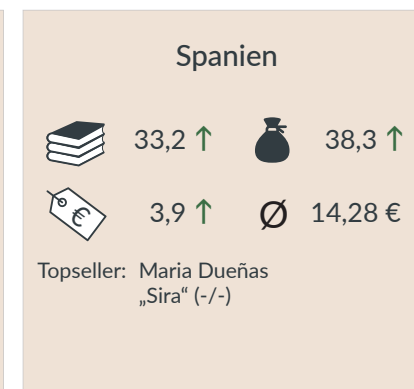 Spanien
33,2 ↑ 38,3 ↑
€ 3,9 ↑ Ø 14,28 €
Topseller: Maria Dueñas
„Sira“ (-/-)